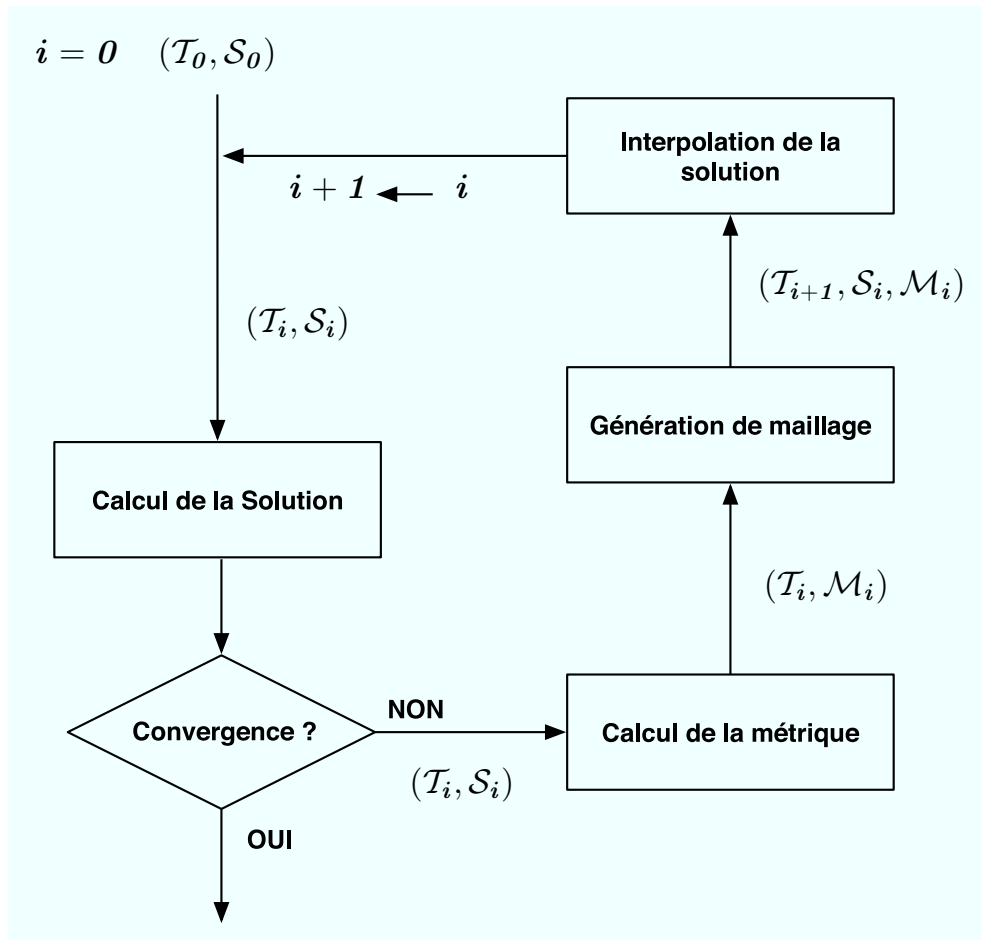 i = 0 (𝒯₀, 𝒮₀)
Interpolation de la
solution
i + 1 ← i
(𝒯ᵢ₊₁, 𝒮ᵢ, ℳᵢ)
(𝒯ᵢ, 𝒮ᵢ)
Génération de maillage
Calcul de la Solution
(𝒯ᵢ, ℳᵢ)
NON
Convergence ?
Calcul de la métrique
(𝒯ᵢ, 𝒮ᵢ)
OUI